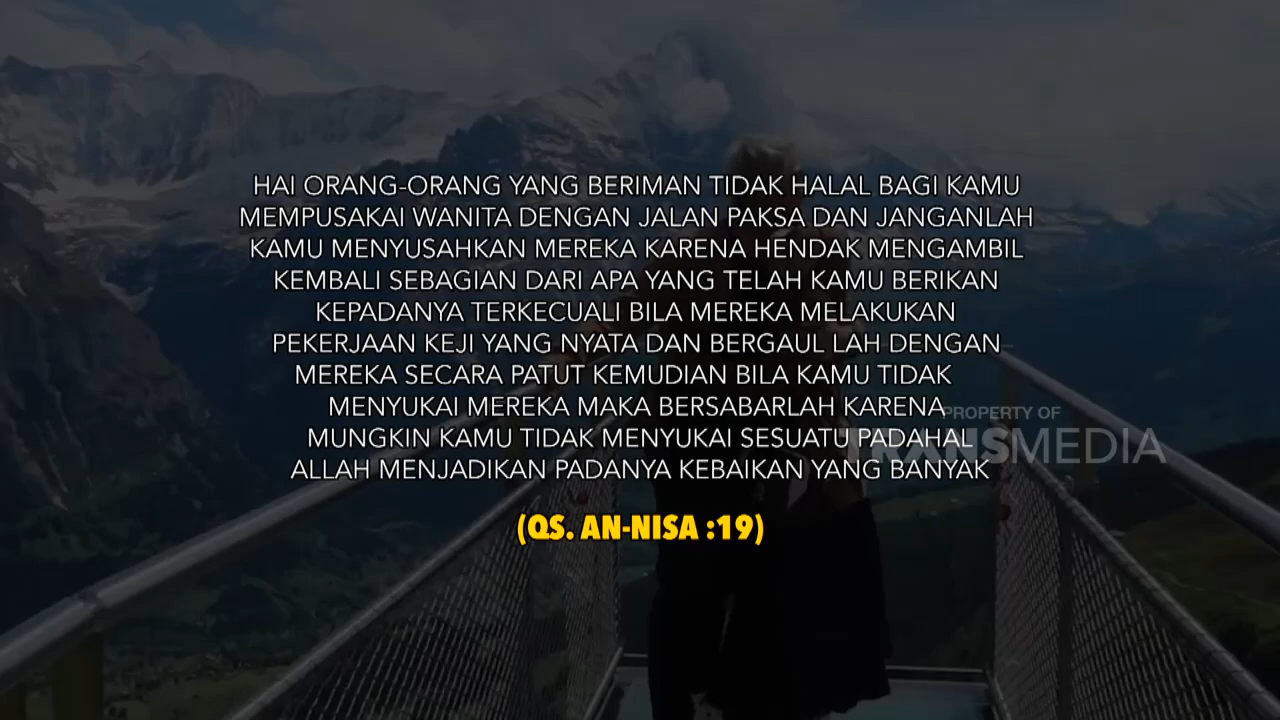 HAI ORANG-ORANG YANG BERIMAN TIDAK HALAL BAGI KAMU
MEMPUSAKAI WANITA DENGAN JALAN PAKSA DAN JANGANLAH
KAMU MENYUSAHKAN MEREKA KARENA HENDAK MENGAMBIL
KEMBALI SEBAGIAN DARI APA YANG TELAH KAMU BERIKAN
KEPADANYA TERKECUALI BILA MEREKA MELAKUKAN
PEKERJAAN KEJI YANG NYATA DAN BERGAUL LAH DENGAN
MEREKA SECARA PATUT KEMUDIAN BILA KAMU TIDAK
MENYUKAI MEREKA MAKA BERSABARLAH KARENA
MUNGKIN KAMU TIDAK MENYUKAI SESUATU PADAHAL
ALLAH MENJADIKAN PADANYA KEBAIKAN YANG BANYAK
(QS. AN-NISA :19)
PROPERTY OF
TRANSMEDIA